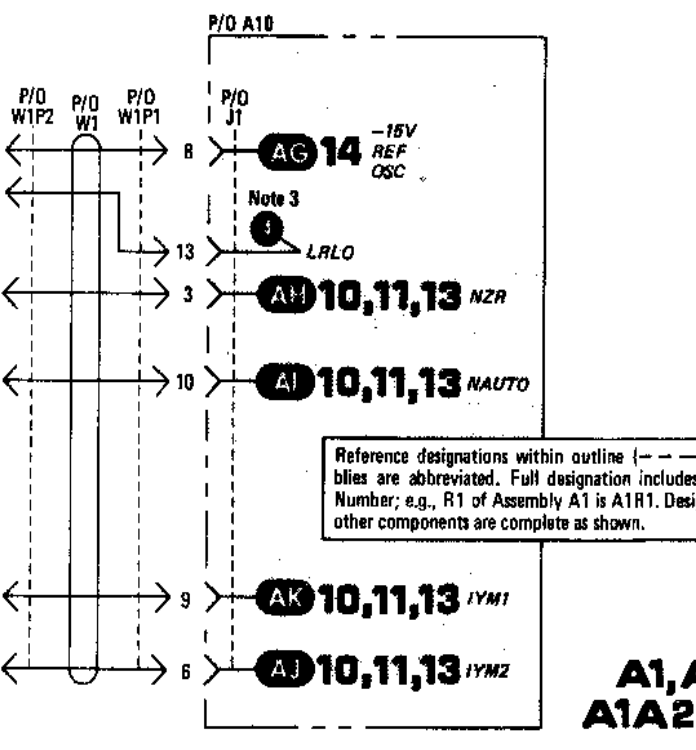 P/O A10
P/O W1P2
P/O W1
P/O W1P1
P/O J1
8 AG 14 -15V REF OSC
Note 3
J
13 LRLO
3 AH 10,11,13 NZR
10 AI 10,11,13 NAUTO
Reference designations within outline (– – –
blies are abbreviated. Full designation includes
Number; e.g., R1 of Assembly A1 is A1R1. Desi
other components are complete as shown.
9 AK 10,11,13 IYM1
6 AJ 10,11,13 IYM2
A1, A
A1A2